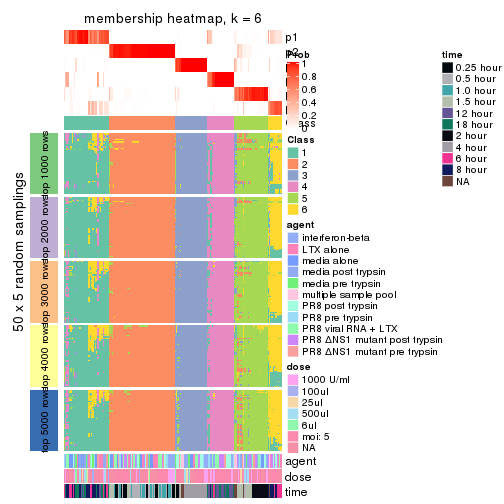 membership heatmap, k = 6
p1
p2
Prob
1
0.8
0.6
0.4
0.2
0
Class
1
2
3
4
5
6
50 x 5 random samplings
top 1000 rows
top 2000 rows
top 3000 rows
top 4000 rows
top 5000 rows
agent
interferon-beta
LTX alone
media alone
media post trypsin
media pre trypsin
multiple sample pool
PR8 post trypsin
PR8 pre trypsin
PR8 viral RNA + LTX
PR8 ΔNS1 mutant post trypsin
PR8 ΔNS1 mutant pre trypsin
dose
1000 U/ml
100ul
25ul
500ul
6ul
moi: 5
NA
agent
dose
time
time
0.25 hour
0.5 hour
1.0 hour
1.5 hour
12 hour
18 hour
2 hour
4 hour
6 hour
8 hour
NA